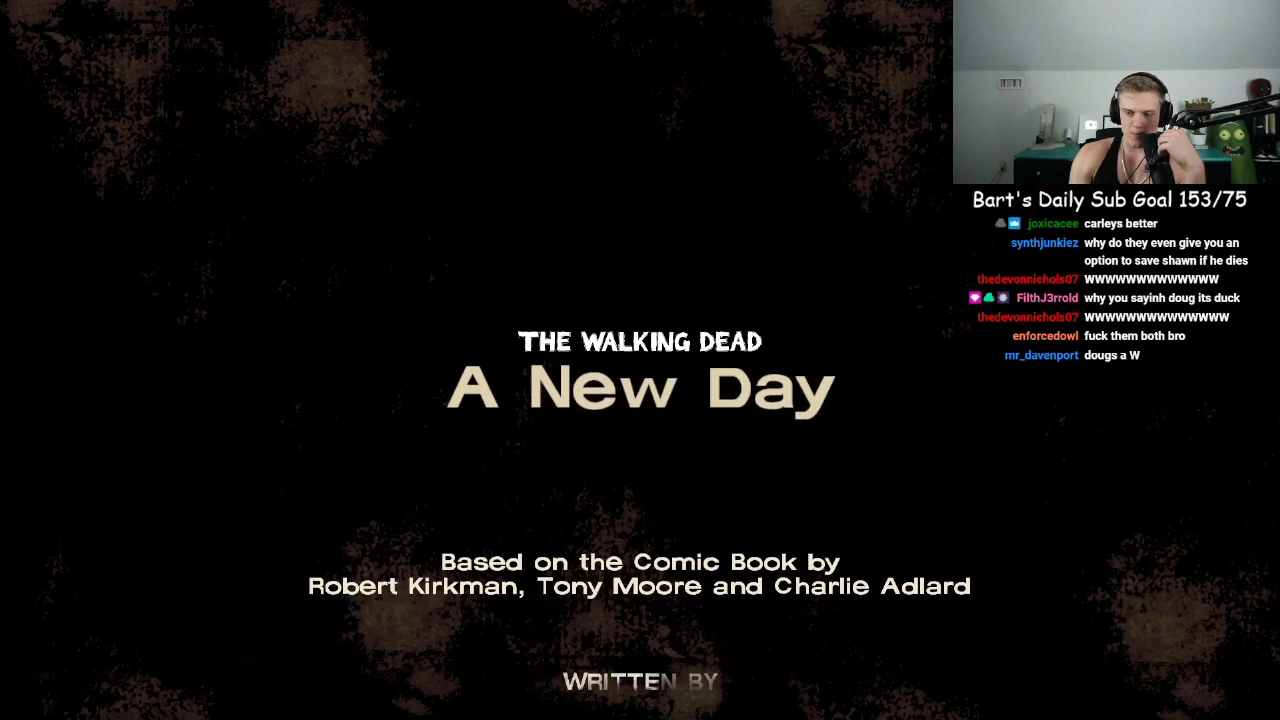 THE WALKING DEAD
A New Day
Based on the Comic Book by
Robert Kirkman, Tony Moore and Charlie Adlard
WRITTEN BY
Bart's Daily Sub Goal 153/75
joxicacee carleys better
synthjunkiez why do they even give you an
option to save shawn if he dies
thedevonnichols07 WWWWWWWWWWWWW
FilthJ3rrold why you sayinh doug its duck
thedevonnichols07 WWWWWWWWWWWWWW
enforcedowl fuck them both bro
mr_davenport dougs a W